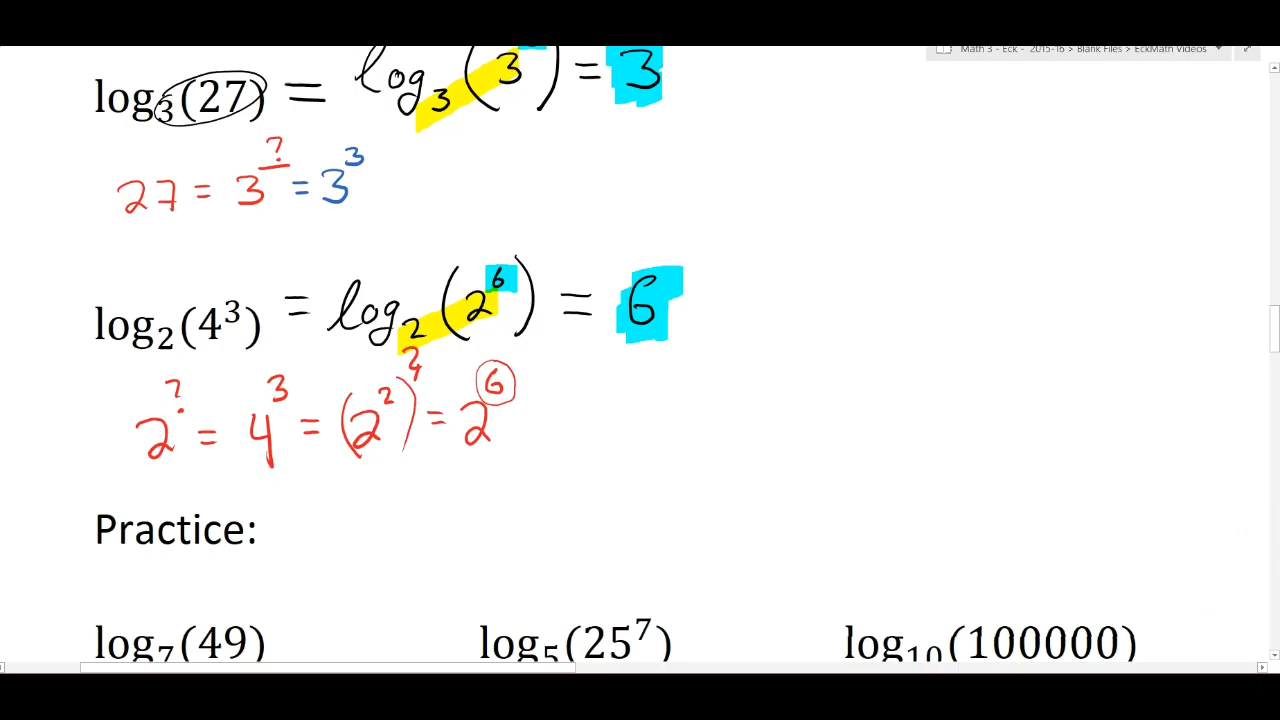 Math 3 - Eck - 2015-16 > Blank Files > EckMath Videos
log₃(27) = log₃(3 ) = 3
27 = 3^? = 3³
log₂(4³) = log₂(2⁶) = 6
2^? = 4³ = (2²)^? = 2⁶
Practice:
log₇(49) log₅(25⁷) log₁₀(100000)